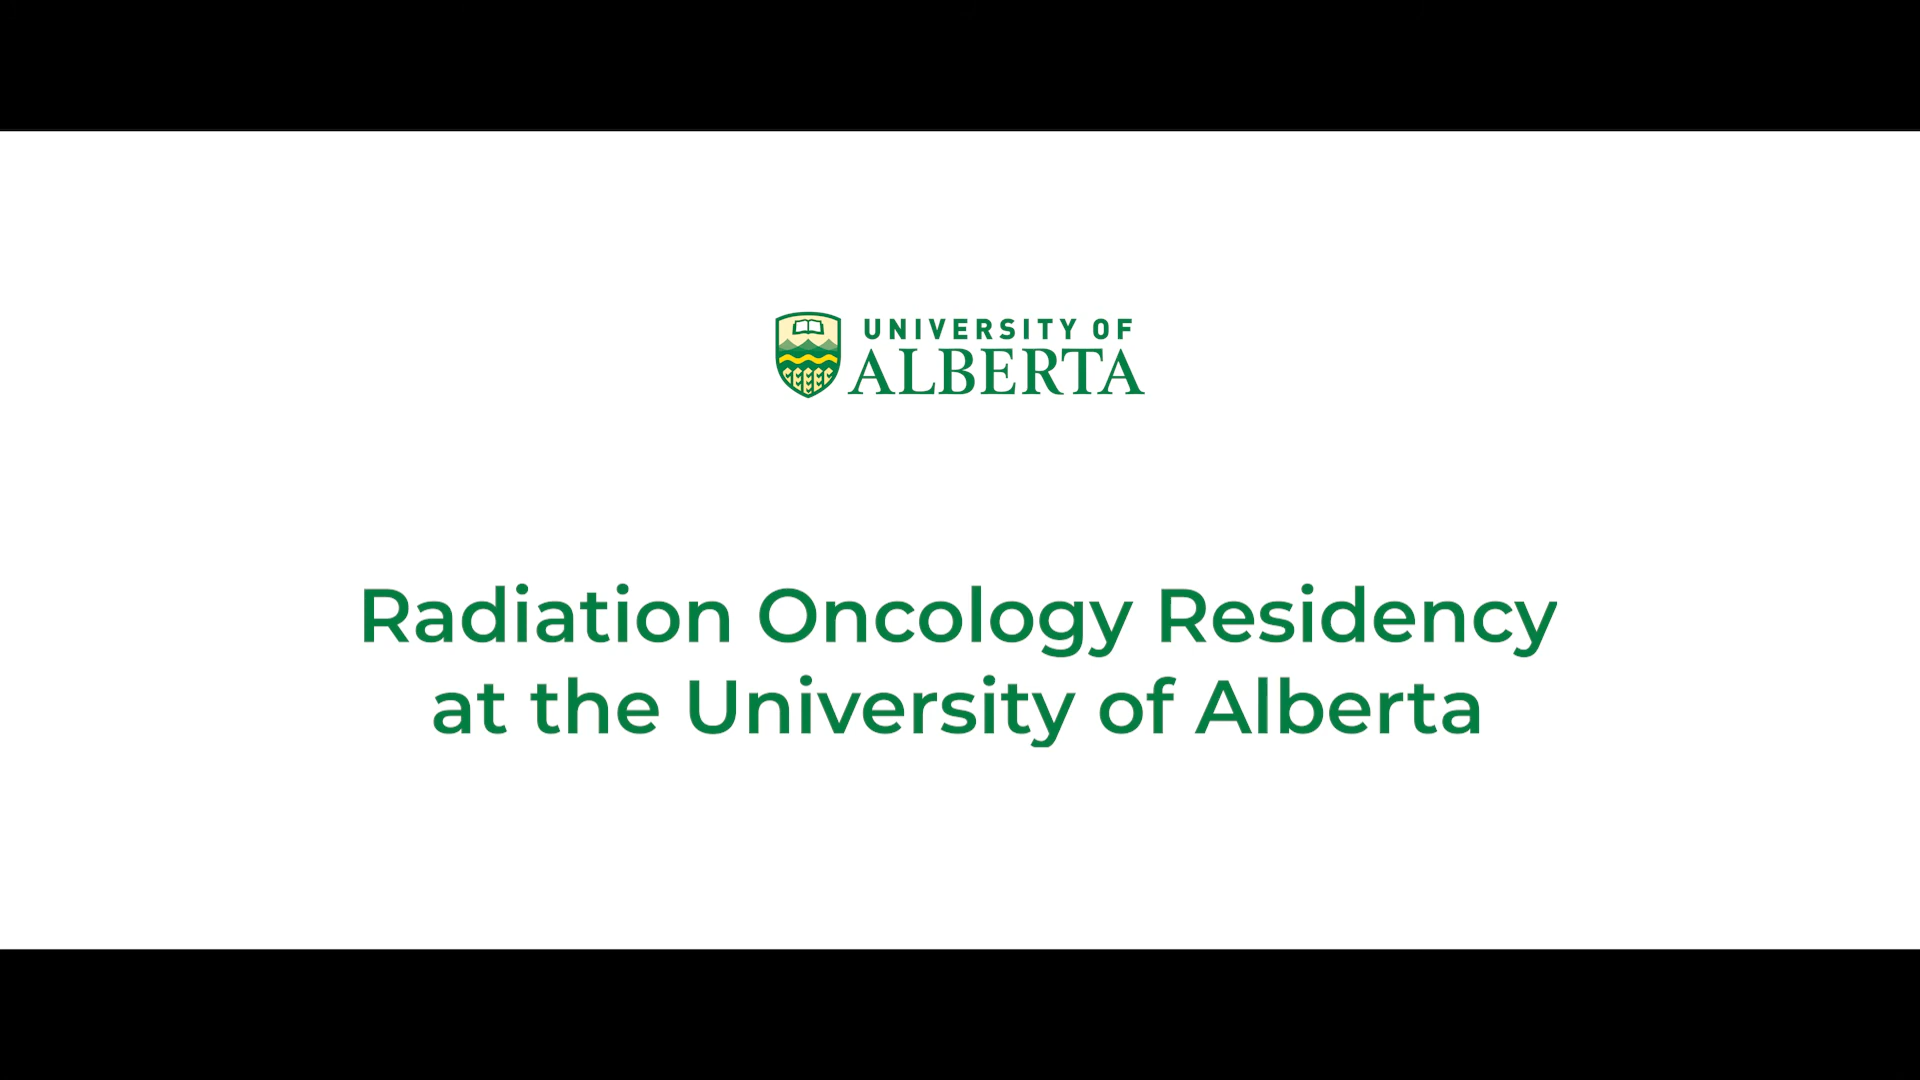 UNIVERSITY OF
ALBERTA
Radiation Oncology Residency
at the University of Alberta